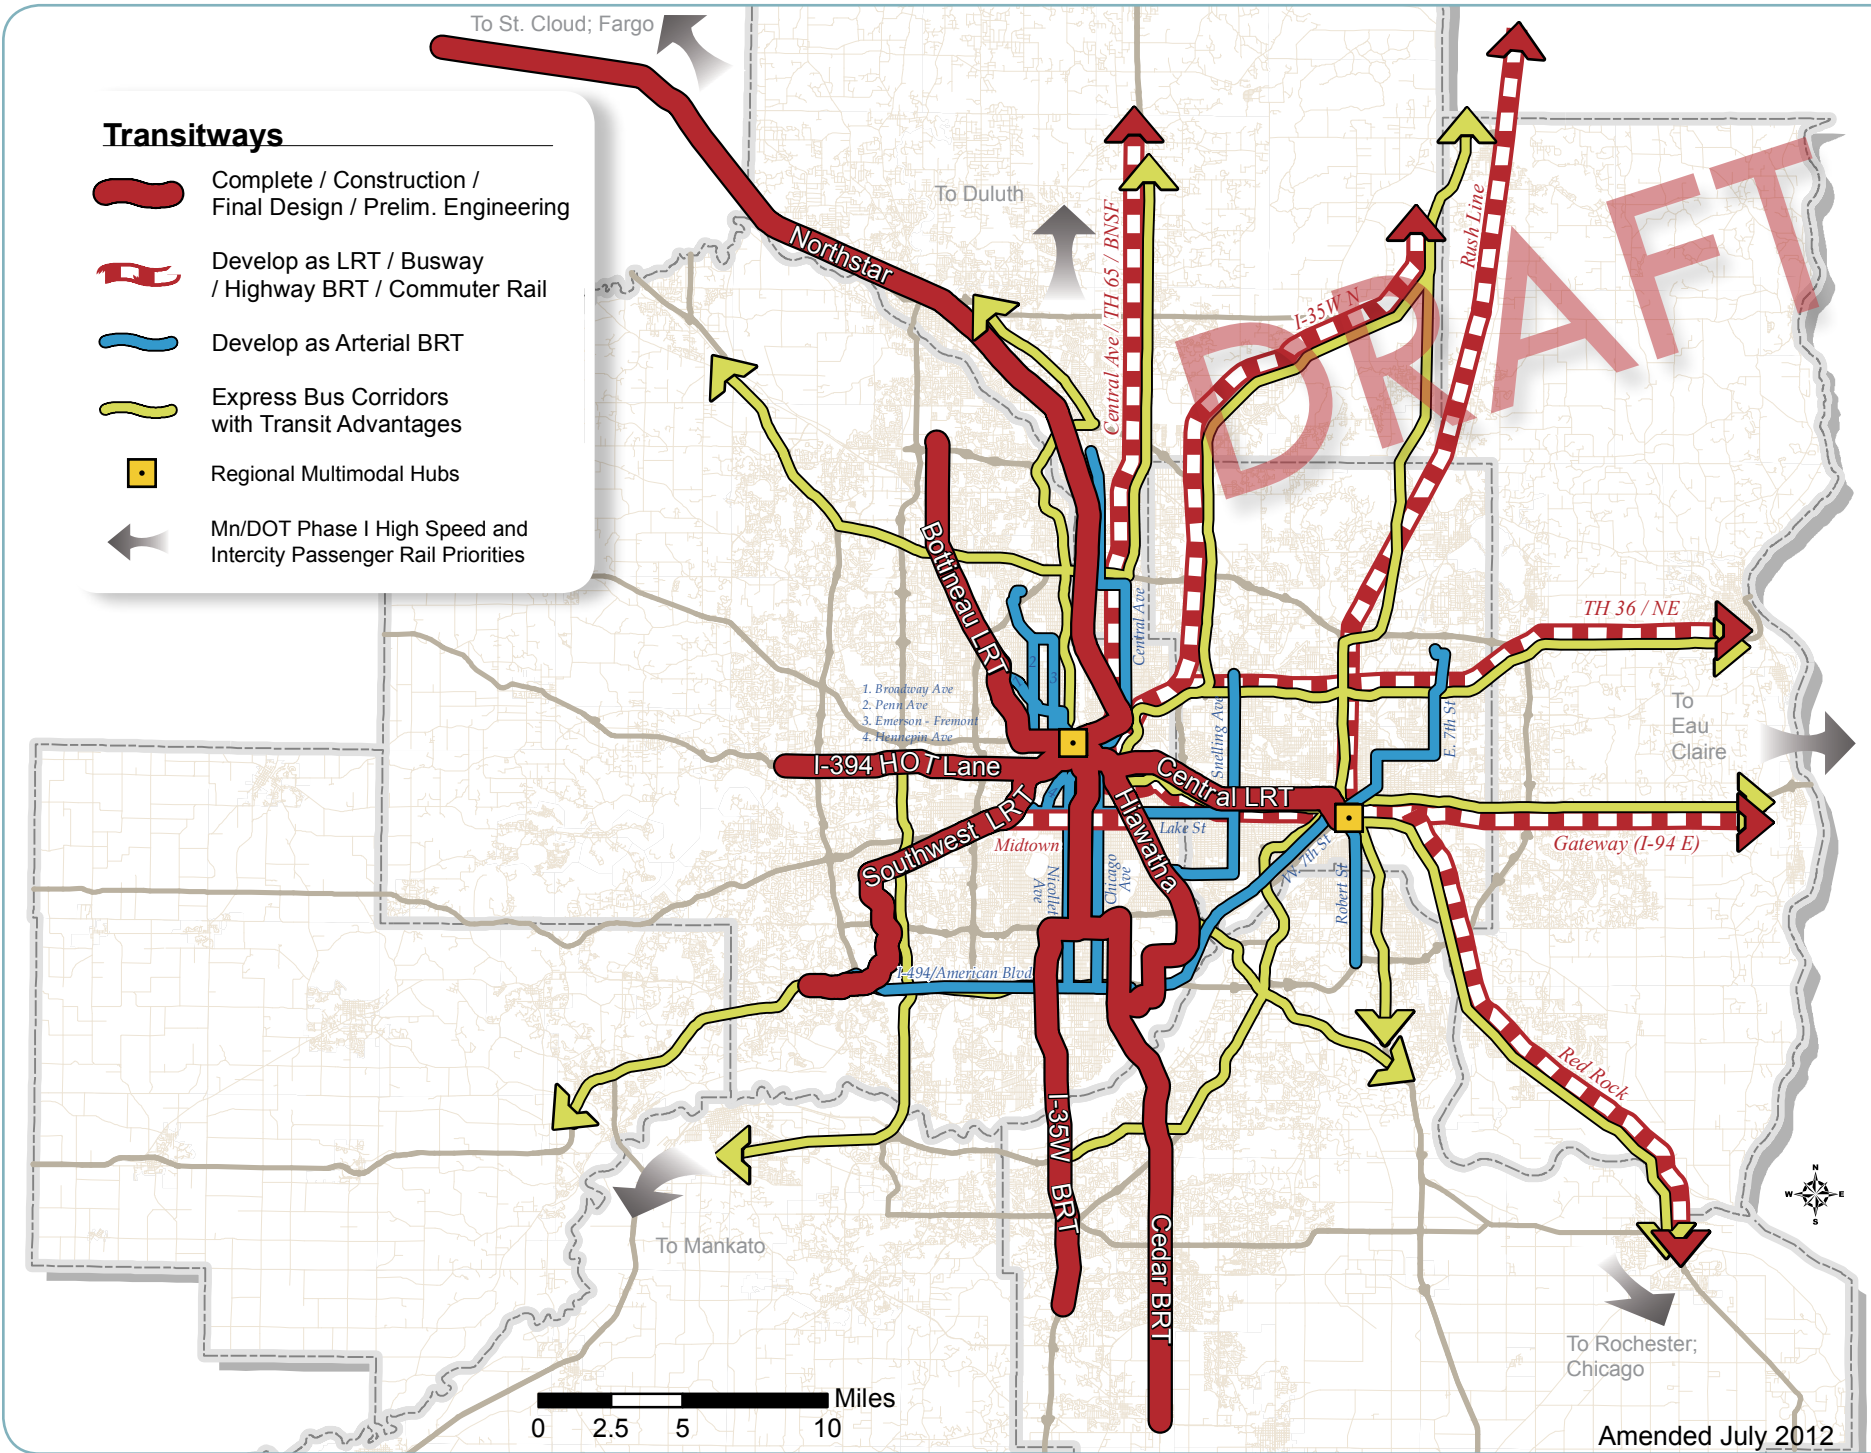 To St. Cloud; Fargo
Transitways
Complete / Construction /
Final Design / Prelim. Engineering
Develop as LRT / Busway
/ Highway BRT / Commuter Rail
Develop as Arterial BRT
Express Bus Corridors
with Transit Advantages
Regional Multimodal Hubs
Mn/DOT Phase I High Speed and
Intercity Passenger Rail Priorities
To Duluth
DRAFT
Northstar
Central Ave / TH 65 / BNSF
I-35W N
Rush Line
Bottineau LRT
Central Ave
TH 36 / NE
2
3
1. Broadway Ave
2. Penn Ave
3. Emerson - Fremont
4. Hennepin Ave
Snelling Ave
E. 7th St
To
Eau
Claire
I-394 HOT Lane
Central LRT
Southwest LRT
Hiawatha
Lake St
Midtown
W. 7th St
Gateway (I-94 E)
Nicollet
Ave
Chicago
Ave
Robert St
I-494/American Blvd
Red Rock
I-35W BRT
Cedar BRT
To Mankato
N
W
E
S
To Rochester;
Chicago
Miles
0 2.5 5 10
Amended July 2012